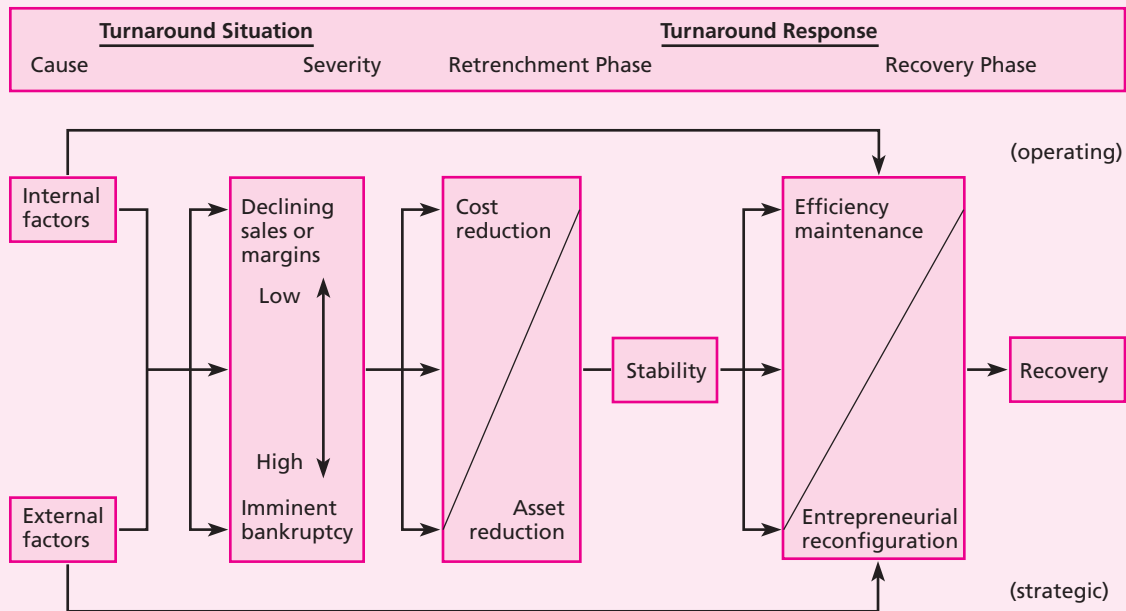 Turnaround Situation
Turnaround Response
Cause
Severity
Retrenchment Phase
Recovery Phase
(operating)
Internal
factors
Declining
sales or
margins
Low
High
Imminent
bankruptcy
Cost
reduction
Asset
reduction
Stability
Efficiency
maintenance
Entrepreneurial
reconfiguration
Recovery
External
factors
(strategic)